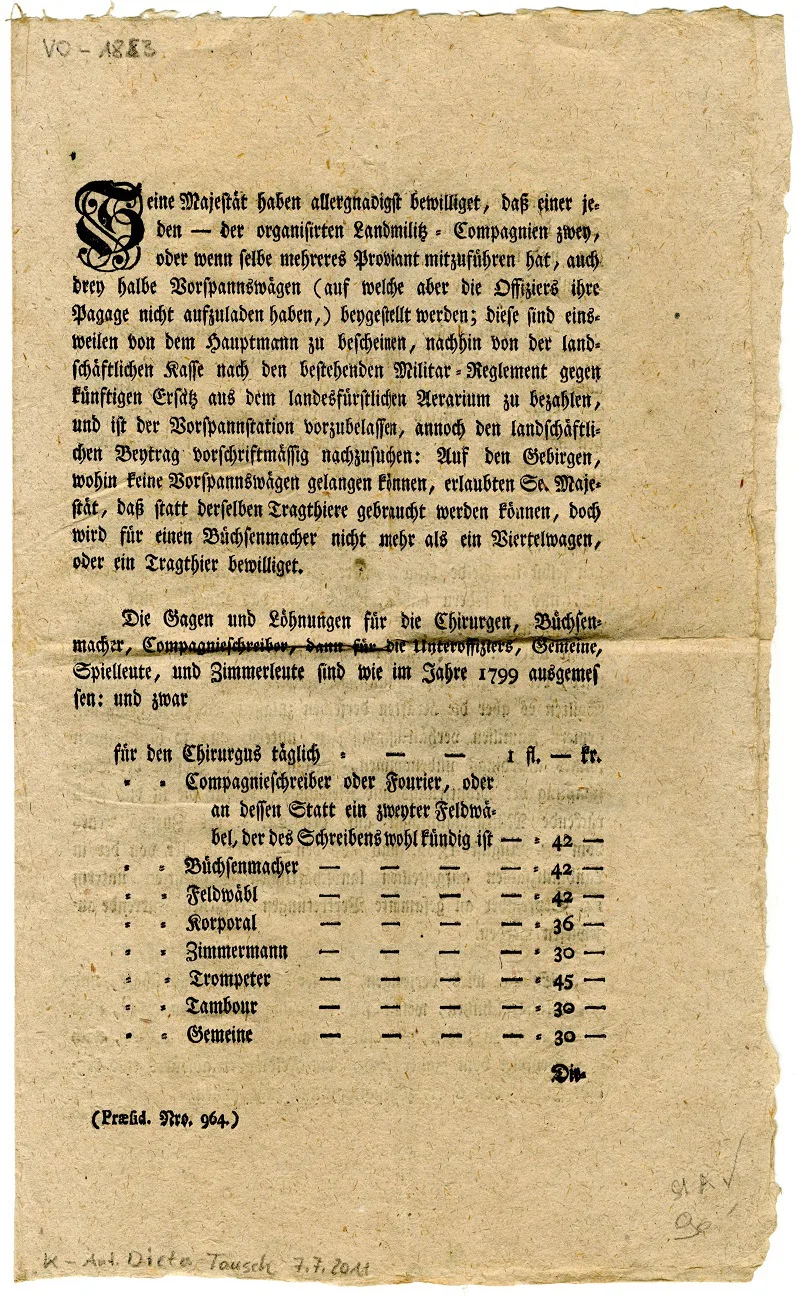 VO - 1883
Seine Majestät haben allergnadigst bewilliget, daß einer je⸗
den — der organisirten Landmilitz⸗Compagnien zwey,
oder wenn selbe mehreres Proviant mitzuführen hat, auch
drey halbe Vorspannswägen (auf welche aber die Offiziers ihre
Pagage nicht aufzuladen haben,) beygestellt werden; diese sind eins⸗
weilen von dem Hauptmann zu bescheinen, nachhin von der land⸗
schäftlichen Kasse nach den bestehenden Militar⸗Reglement gegen
künftigen Ersätz aus dem landesfürstlichen Aerarium zu bezahlen,
und ist der Vorspannstation vorzubelassen, annoch den landschäftli⸗
chen Beytrag vorschriftmässig nachzusuchen: Auf den Gebirgen,
wohin keine Vorspannswägen gelangen können, erlaubten Se. Maje⸗
stät, daß statt derselben Tragthiere gebraucht werden können, doch
wird für einen Büchsenmacher nicht mehr als ein Viertelwagen,
oder ein Tragthier bewilliget.
Die Gagen und Löhnungen für die Chirurgen, Büchsen⸗
macher, Compagnieschreiber, dann für die Unteroffiziers, Gemeine,
Spielleute, und Zimmerleute sind wie im Jahre 1799 ausgemes
sen: und zwar
für den Chirurgus täglich ⸗ — — 1 fl. — kr.
⸗ ⸗ Compagnieschreiber oder Fourier, oder
an dessen Statt ein zweyter Feldwä⸗
bel, der des Schreibens wohl kündig ist — ⸗ 42 —
⸗ ⸗ Büchsenmacher — — — — ⸗ 42 —
⸗ ⸗ Feldwäbl — — — — ⸗ 42 —
⸗ ⸗ Korporal — — — — ⸗ 36 —
⸗ ⸗ Zimmermann — — — — ⸗ 30 —
⸗ ⸗ Trompeter — — — — ⸗ 45 —
⸗ ⸗ Tambour — — — — ⸗ 30 —
⸗ ⸗ Gemeine — — — — ⸗ 30 —
Die⸗
(Præsid. Nro. 964.)
K - Ant. Dieter Tausch 7.7.2011